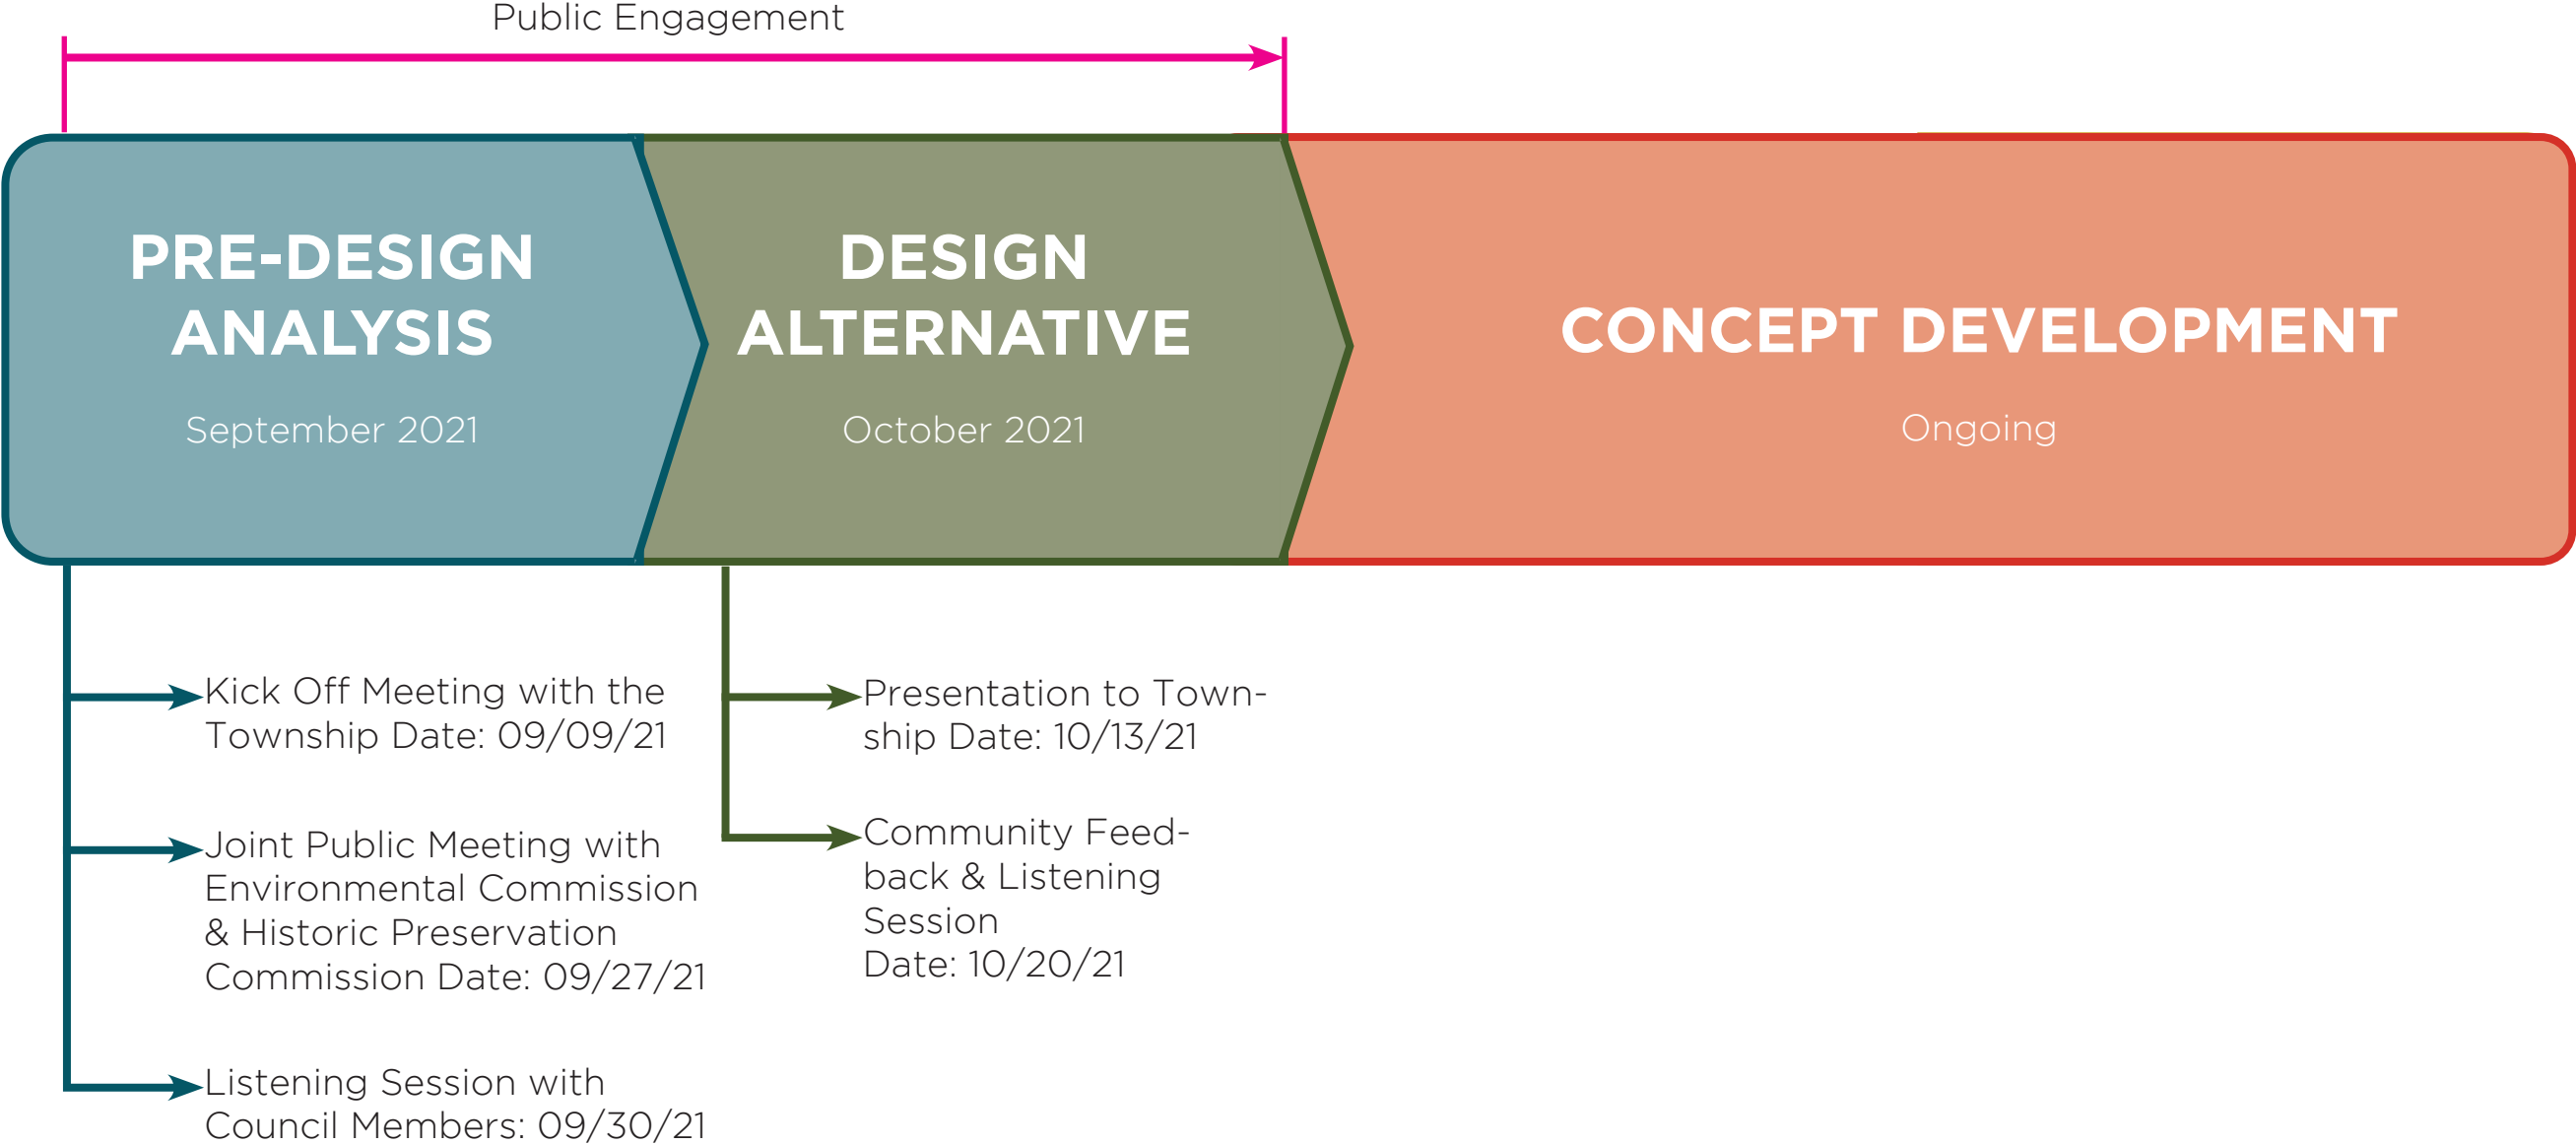 Public Engagement
PRE-DESIGN
ANALYSIS
September 2021
DESIGN
ALTERNATIVE
October 2021
CONCEPT DEVELOPMENT
Ongoing
Kick Off Meeting with the
Township Date: 09/09/21
Joint Public Meeting with
Environmental Commission
& Historic Preservation
Commission Date: 09/27/21
Listening Session with
Council Members: 09/30/21
Presentation to Town-
ship Date: 10/13/21
Community Feed-
back & Listening
Session
Date: 10/20/21